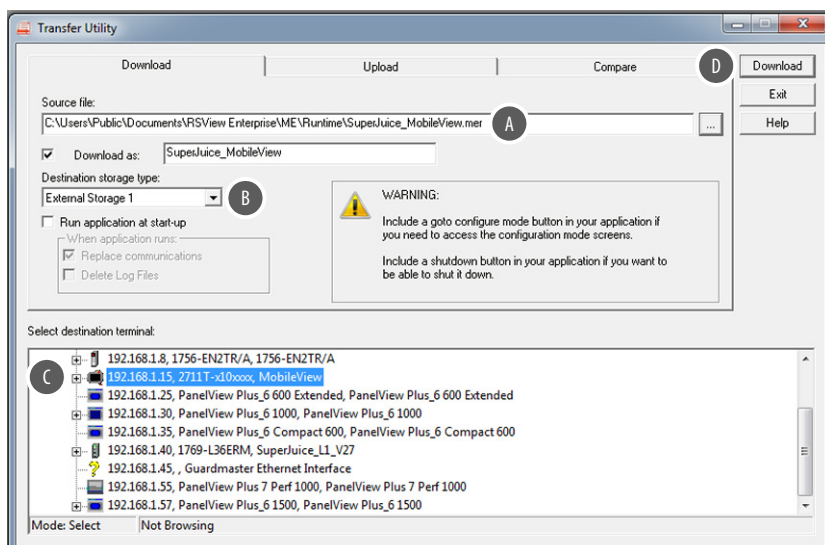 Transfer Utility
Download
Upload
Compare
D
Download
Source file:
Exit
C:\Users\Public\Documents\RSView Enterprise\ME\Runtime\SuperJuice_MobileView.mer
A
...
Help
Download as:
SuperJuice_MobileView
Destination storage type:
External Storage 1
B
Run application at start-up
When application runs:
Replace communications
Delete Log Files
WARNING:
Include a goto configure mode button in your application if
you need to access the configuration mode screens.
Include a shutdown button in your application if you want to
be able to shut it down.
Select destination terminal:
192.168.1.8, 1756-EN2TR/A, 1756-EN2TR/A
C
192.168.1.15, 2711T-x10xxxx, MobileView
192.168.1.25, PanelView Plus_6 600 Extended, PanelView Plus_6 600 Extended
192.168.1.30, PanelView Plus_6 1000, PanelView Plus_6 1000
192.168.1.35, PanelView Plus_6 Compact 600, PanelView Plus_6 Compact 600
192.168.1.40, 1769-L36ERM, SuperJuice_L1_V27
192.168.1.45, , Guardmaster Ethernet Interface
192.168.1.55, PanelView Plus 7 Perf 1000, PanelView Plus 7 Perf 1000
192.168.1.57, PanelView Plus_6 1500, PanelView Plus_6 1500
Mode: Select
Not Browsing